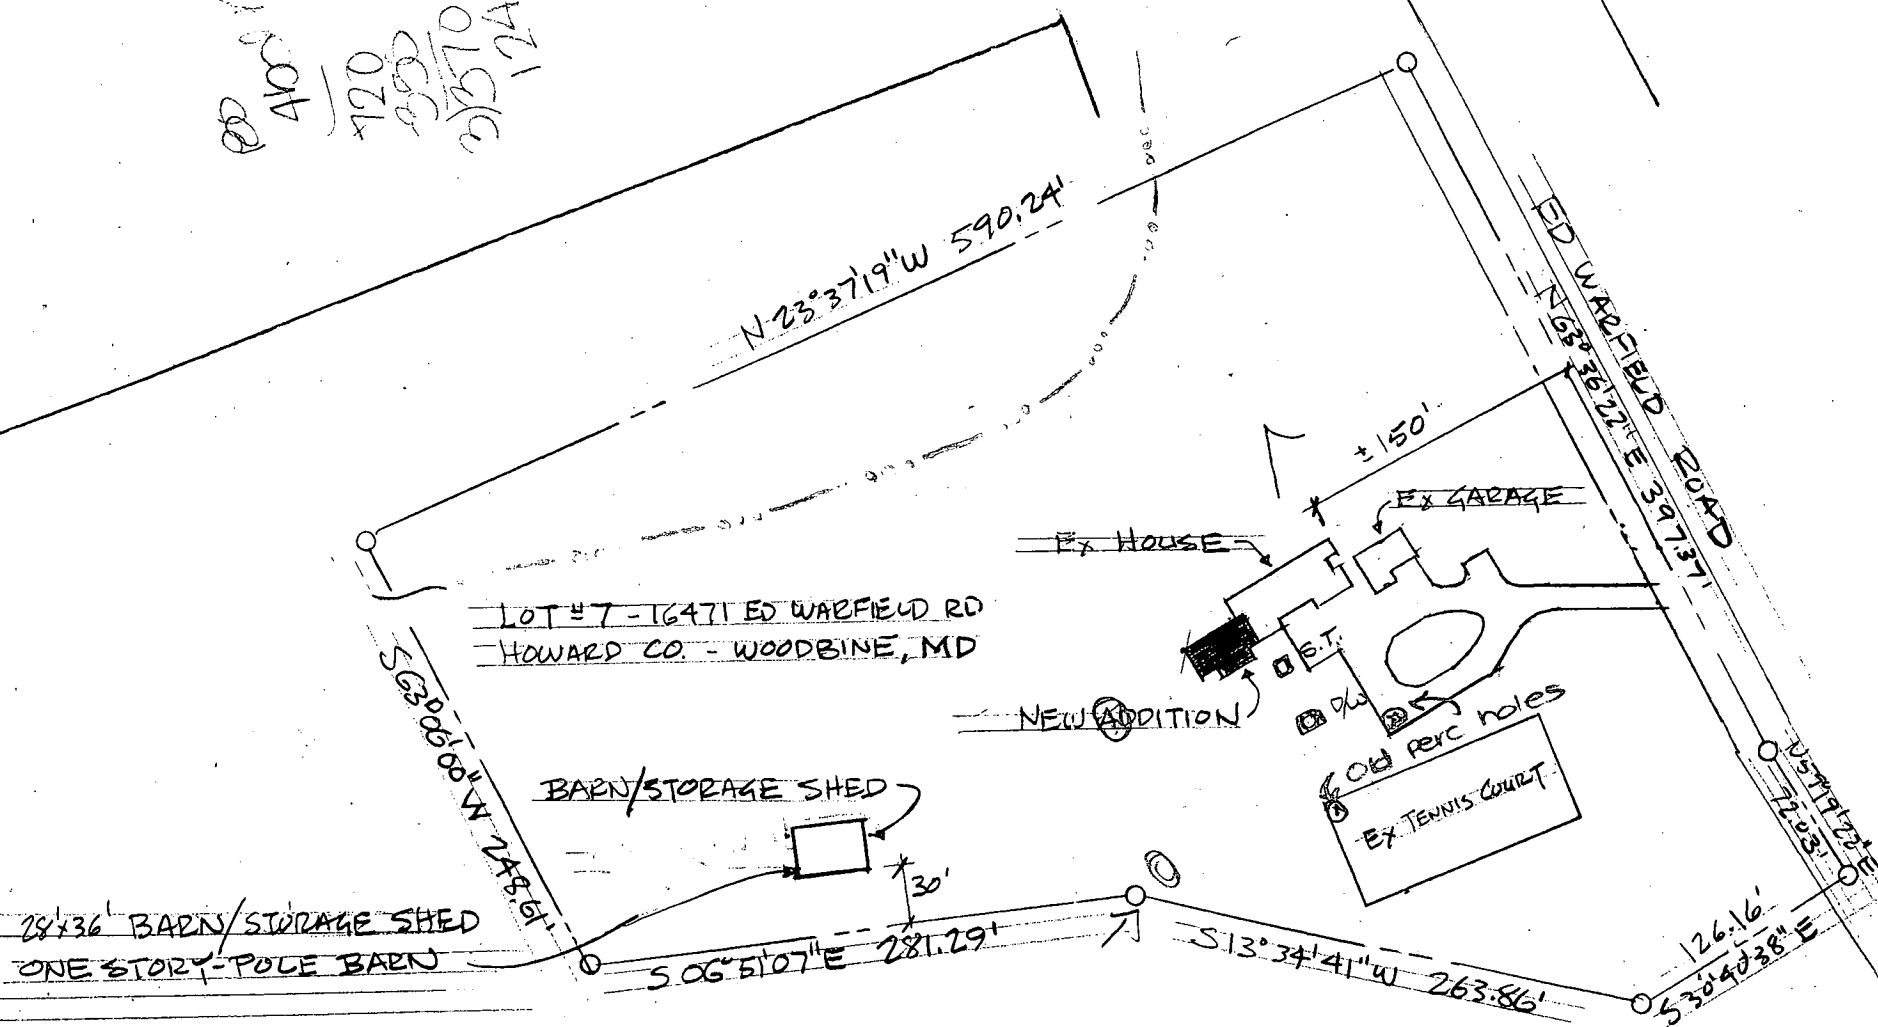 720
N 23°37'19"W 590.24'
ED WARFIELD ROAD
N 63°36'22"E 397.37'
±150'
EX GARAGE
EX HOUSE
LOT #7 - 16471 ED WARFIELD RD
HOWARD CO. - WOODBINE, MD
S.T.
NEW ADDITION
D/W
Old perc holes
S63°06'00" W 248.61'
BARN/STORAGE SHED
EX TENNIS COURT
72.03'
30'
28'x36' BARN/STORAGE SHED
ONE STORY-POLE BARN
S 06°51'07"E 281.29'
S 13°34'41"W 263.86'
126.16'
S 30°40'38" E